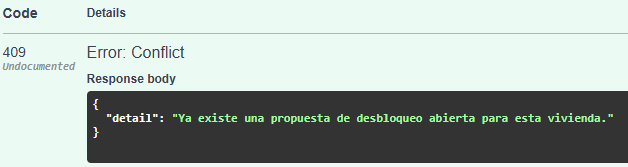 Code Details
409 Error: Conflict
Undocumented
Response body
{
"detail": "Ya existe una propuesta de desbloqueo abierta para esta vivienda."
}